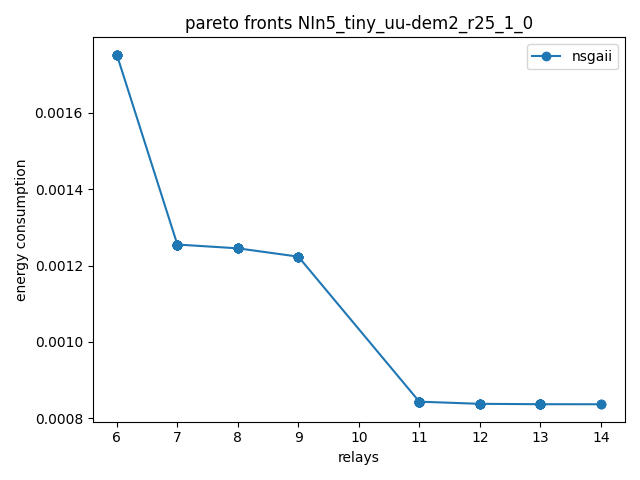 pareto fronts NIn5_tiny_uu-dem2_r25_1_0
nsgaii
energy consumption
0.0016
0.0014
0.0012
0.0010
0.0008
6 7 8 9 10 11 12 13 14
relays